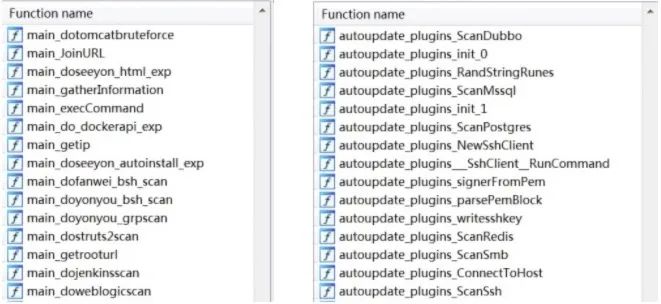 Function name
main_dotomcatbruteforce
main_JoinURL
main_doseeyon_html_exp
main_gatherInformation
main_execCommand
main_do_dockerapi_exp
main_getip
main_doseeyon_autoinstall_exp
main_dofanwei_bsh_scan
main_doyonyou_bsh_scan
main_doyonyou_grpscan
main_dostruts2scan
main_getrooturl
main_dojenkinsscan
main_doweblogicscan
Function name
autoupdate_plugins_ScanDubbo
autoupdate_plugins_init_0
autoupdate_plugins_RandStringRunes
autoupdate_plugins_ScanMssql
autoupdate_plugins_init_1
autoupdate_plugins_ScanPostgres
autoupdate_plugins_NewSshClient
autoupdate_plugins___SshClient__RunCommand
autoupdate_plugins_signerFromPem
autoupdate_plugins_parsePemBlock
autoupdate_plugins_writesshkey
autoupdate_plugins_ScanRedis
autoupdate_plugins_ScanSmb
autoupdate_plugins_ConnectToHost
autoupdate_plugins_ScanSsh